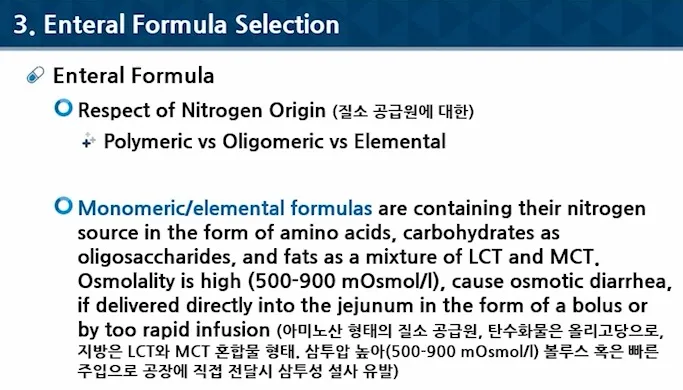 3. Enteral Formula Selection
Enteral Formula
Respect of Nitrogen Origin (질소 공급원에 대한)
Polymeric vs Oligomeric vs Elemental
Monomeric/elemental formulas are containing their nitrogen
source in the form of amino acids, carbohydrates as
oligosaccharides, and fats as a mixture of LCT and MCT.
Osmolality is high (500-900 mOsmol/l), cause osmotic diarrhea,
if delivered directly into the jejunum in the form of a bolus or
by too rapid infusion (아미노산 형태의 질소 공급원, 탄수화물은 올리고당으로,
지방은 LCT와 MCT 혼합물 형태. 삼투압 높아(500-900 mOsmol/l) 볼루스 혹은 빠른
주입으로 공장에 직접 전달시 삼투성 설사 유발)